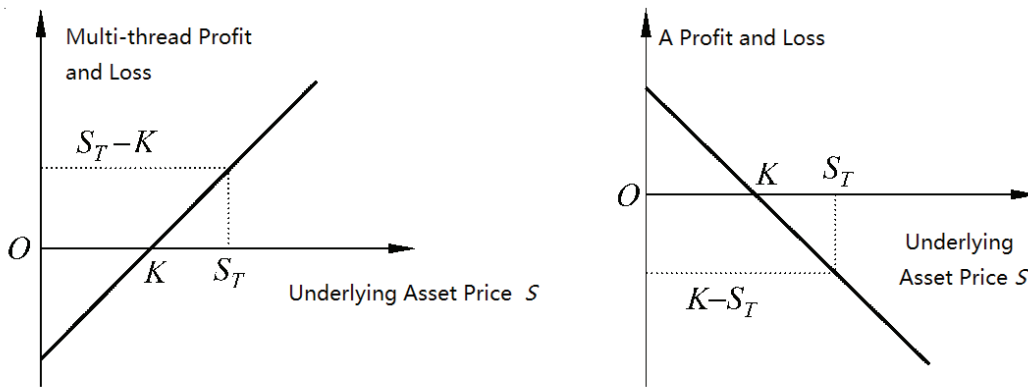 Multi-thread Profit
and Loss
S_T – K
O
K
S_T
Underlying Asset Price S
A Profit and Loss
K
S_T
O
Underlying
Asset Price S
K–S_T